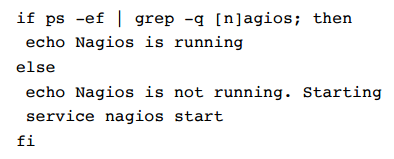 if ps -ef | grep -q [n]agios; then
 echo Nagios is running
else
 echo Nagios is not running. Starting
 service nagios start
fi